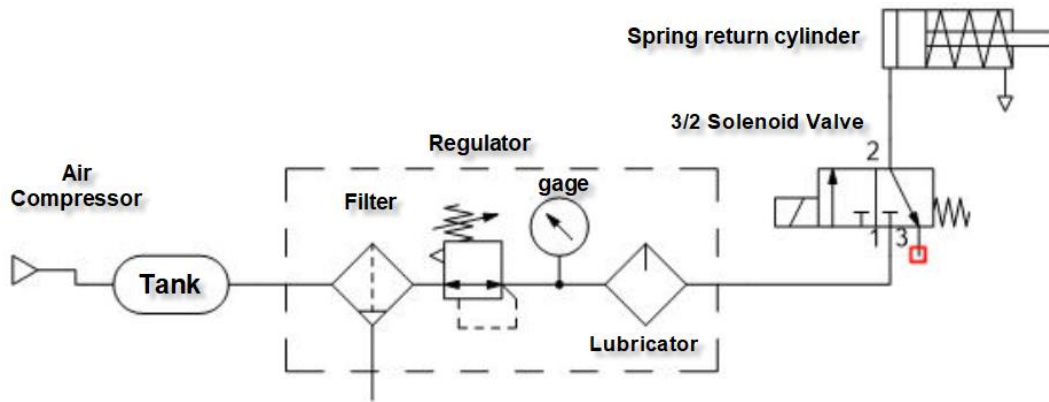 Spring return cylinder
3/2 Solenoid Valve
2
Regulator
Air
Compressor
Filter
gage
1 3
Tank
Lubricator